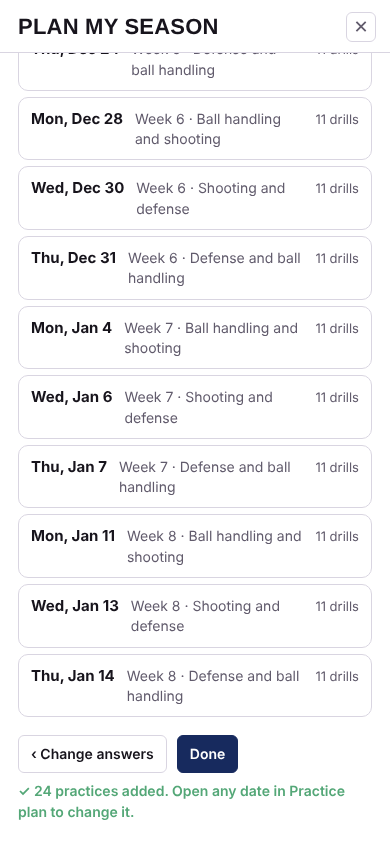 PLAN MY SEASON
ball handling
Mon, Dec 28 Week 6 · Ball handling 11 drills
and shooting
Wed, Dec 30 Week 6 · Shooting and 11 drills
defense
Thu, Dec 31 Week 6 · Defense and ball 11 drills
handling
Mon, Jan 4 Week 7 · Ball handling and 11 drills
shooting
Wed, Jan 6 Week 7 · Shooting and 11 drills
defense
Thu, Jan 7 Week 7 · Defense and ball 11 drills
handling
Mon, Jan 11 Week 8 · Ball handling and 11 drills
shooting
Wed, Jan 13 Week 8 · Shooting and 11 drills
defense
Thu, Jan 14 Week 8 · Defense and ball 11 drills
handling
‹ Change answers Done
✓ 24 practices added. Open any date in Practice
plan to change it.